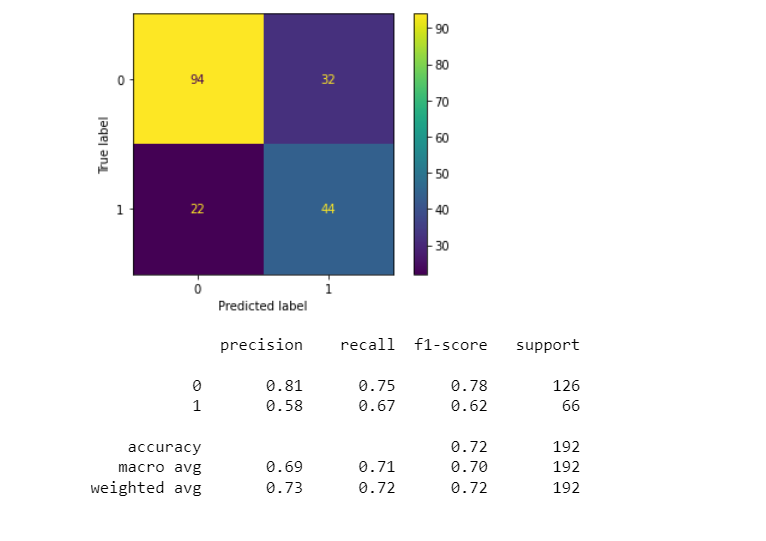 90
94
32
0
80
70
True label
60
50
22
44
1
40
30
0 1
Predicted label
precision recall f1-score support
0 0.81 0.75 0.78 126
1 0.58 0.67 0.62 66
accuracy 0.72 192
macro avg 0.69 0.71 0.70 192
weighted avg 0.73 0.72 0.72 192